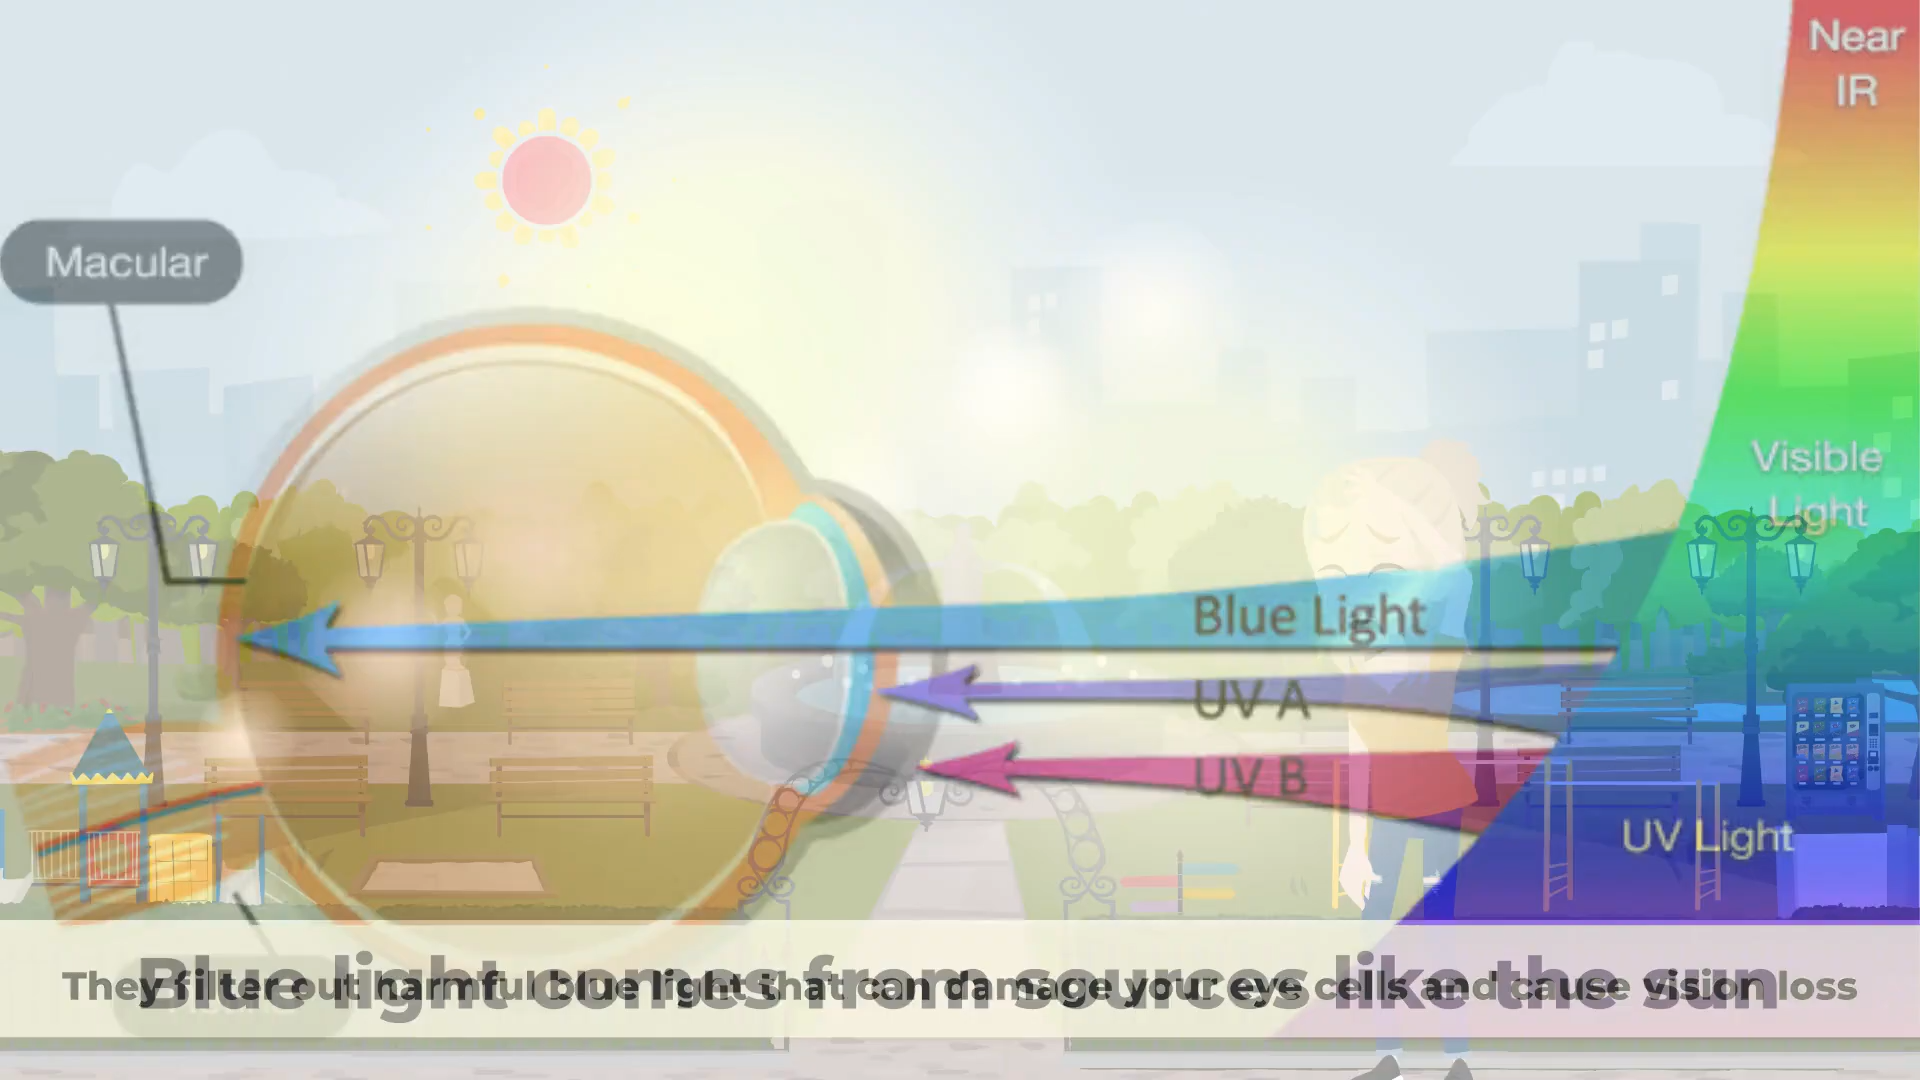 Near
IR
Macular
Visible
Light
Blue Light
UV A
UV B
UV Light
They filter out harmful blue light that can damage your eye cells and cause vision loss
Blue light comes from sources like the sun